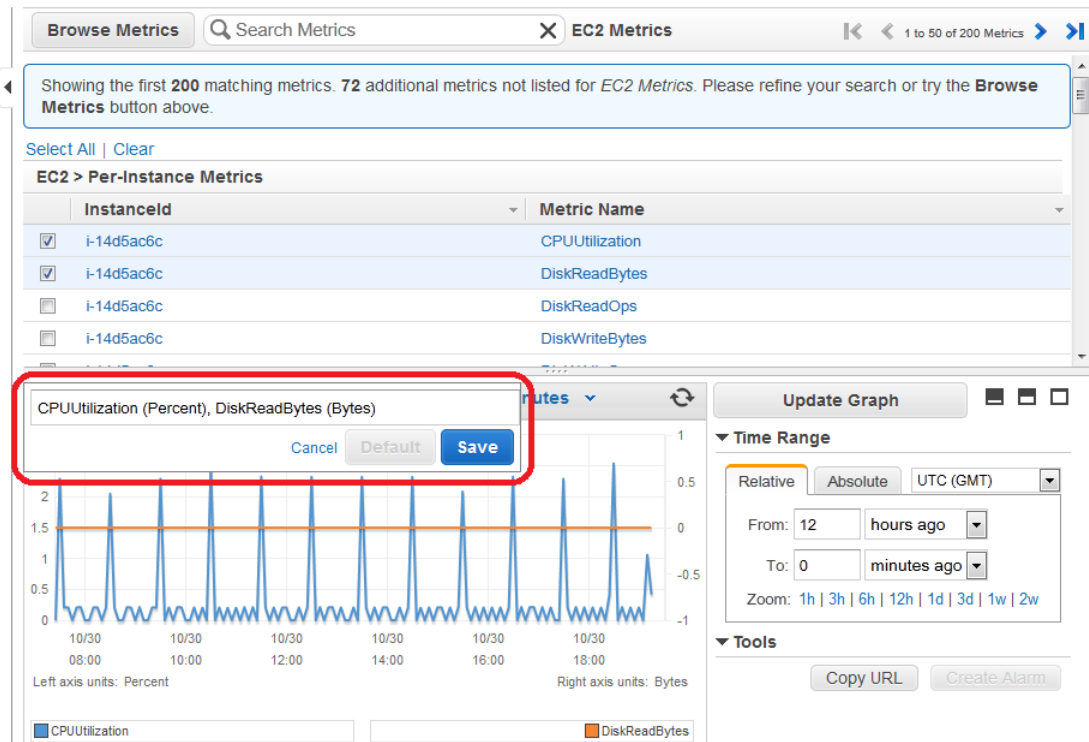 Browse Metrics
Search Metrics
X EC2 Metrics
1 to 50 of 200 Metrics
Showing the first 200 matching metrics. 72 additional metrics not listed for EC2 Metrics. Please refine your search or try the Browse
Metrics button above.
Select All | Clear
EC2 > Per-Instance Metrics
InstanceId Metric Name
i-14d5ac6c CPUUtilization
i-14d5ac6c DiskReadBytes
i-14d5ac6c DiskReadOps
i-14d5ac6c DiskWriteBytes
CPUUtilization (Percent), DiskReadBytes (Bytes)
Cancel Default Save
Update Graph
Time Range
Relative Absolute UTC (GMT)
From: 12 hours ago
To: 0 minutes ago
Zoom: 1h | 3h | 6h | 12h | 1d | 3d | 1w | 2w
Tools
Copy URL Create Alarm
2
1.5
1
0.5
0
1
0.5
0
-0.5
-1
10/30 10/30 10/30 10/30 10/30 10/30
08:00 10:00 12:00 14:00 16:00 18:00
Left axis units: Percent Right axis units: Bytes
CPUUtilization DiskReadBytes